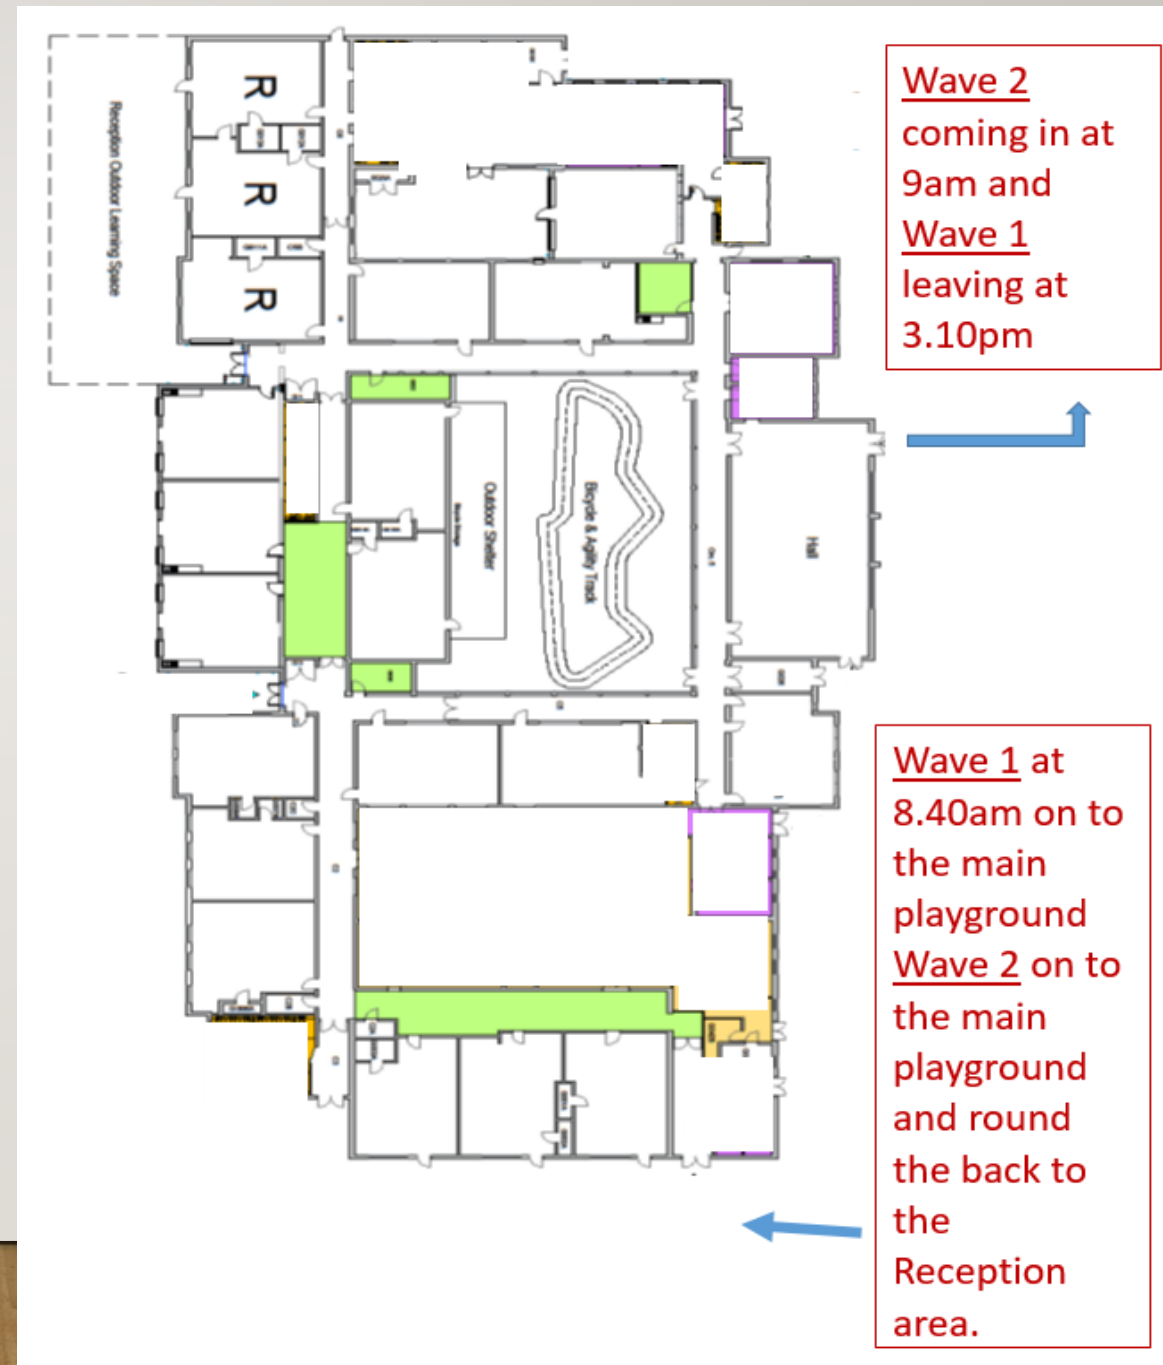 Wave 2
coming in at
9am and
Wave 1
leaving at
3.10pm
R
R
R
Reception Outdoor Learning Space
Outdoor Shelter
Bicycle Storage
Bicycle & Agility Track
Hall
Wave 1 at
8.40am on to
the main
playground
Wave 2 on to
the main
playground
and round
the back to
the
Reception
area.